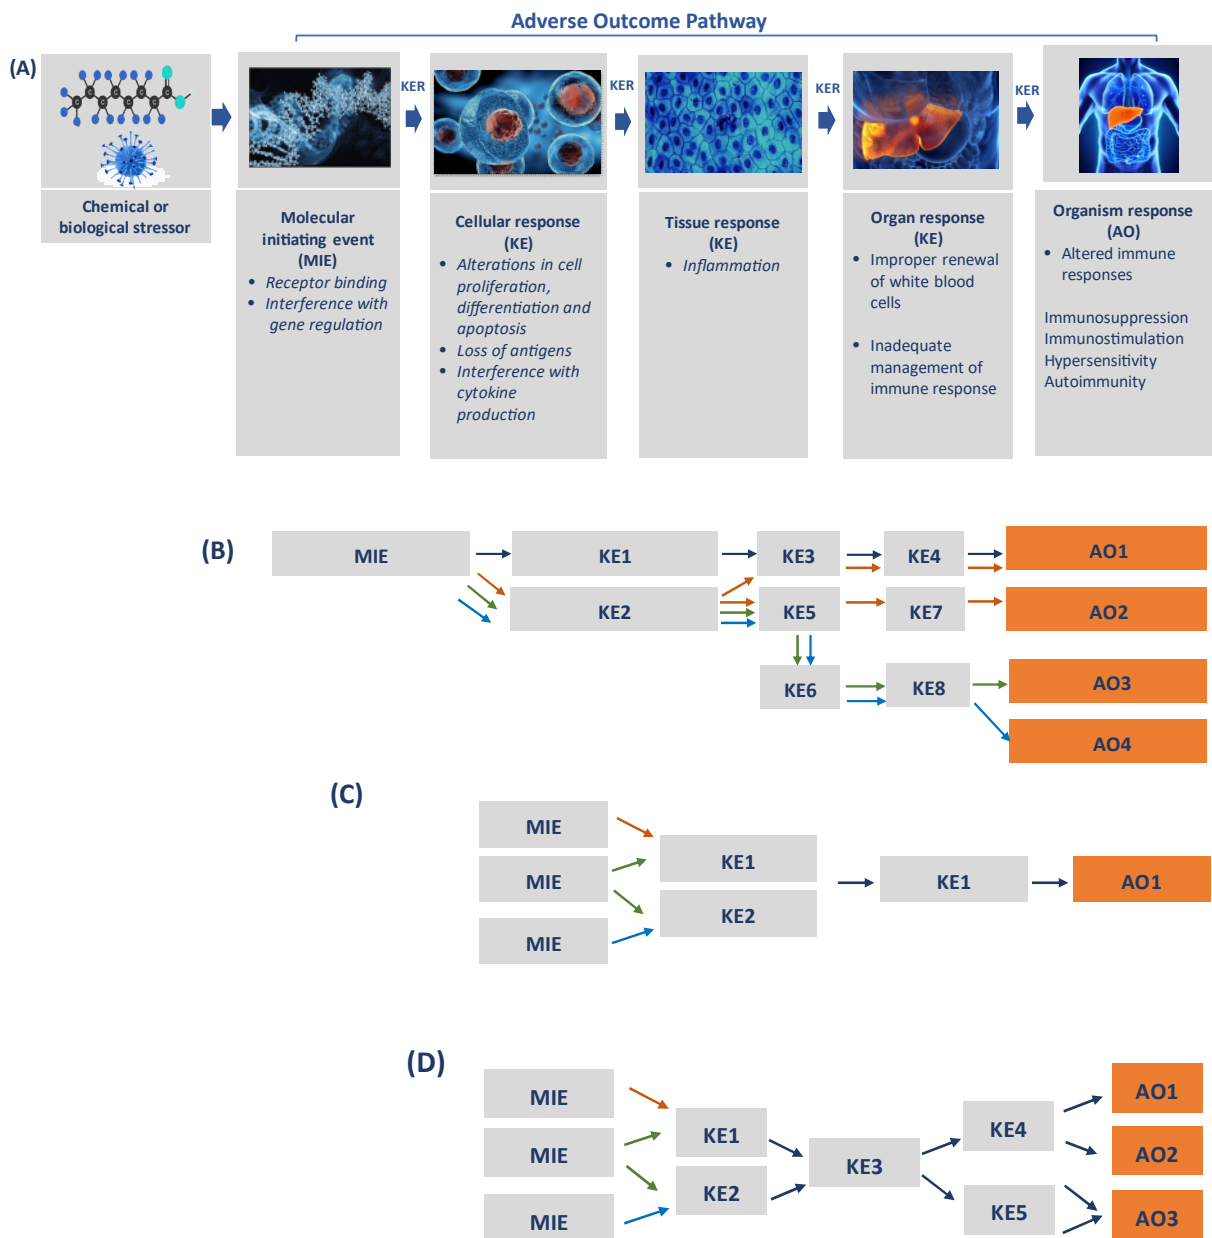 Adverse Outcome Pathway
(A)
KER
KER
KER
KER
Chemical or
biological stressor
Molecular
initiating event
(MIE)
• Receptor binding
• Interference with
gene regulation
Cellular response
(KE)
• Alterations in cell
proliferation,
differentiation and
apoptosis
• Loss of antigens
• Interference with
cytokine
production
Tissue response
(KE)
• Inflammation
Organ response
(KE)
• Improper renewal
of white blood
cells
• Inadequate
management of
immune response
Organism response
(AO)
• Altered immune
responses
Immunosuppression
Immunostimulation
Hypersensitivity
Autoimmunity
(B)
MIE
KE1
KE3
KE4
AO1
KE2
KE5
KE7
AO2
KE6
KE8
AO3
AO4
(C)
MIE
MIE
MIE
KE1
KE2
KE1
AO1
(D)
MIE
MIE
MIE
KE1
KE2
KE3
KE4
KE5
AO1
AO2
AO3